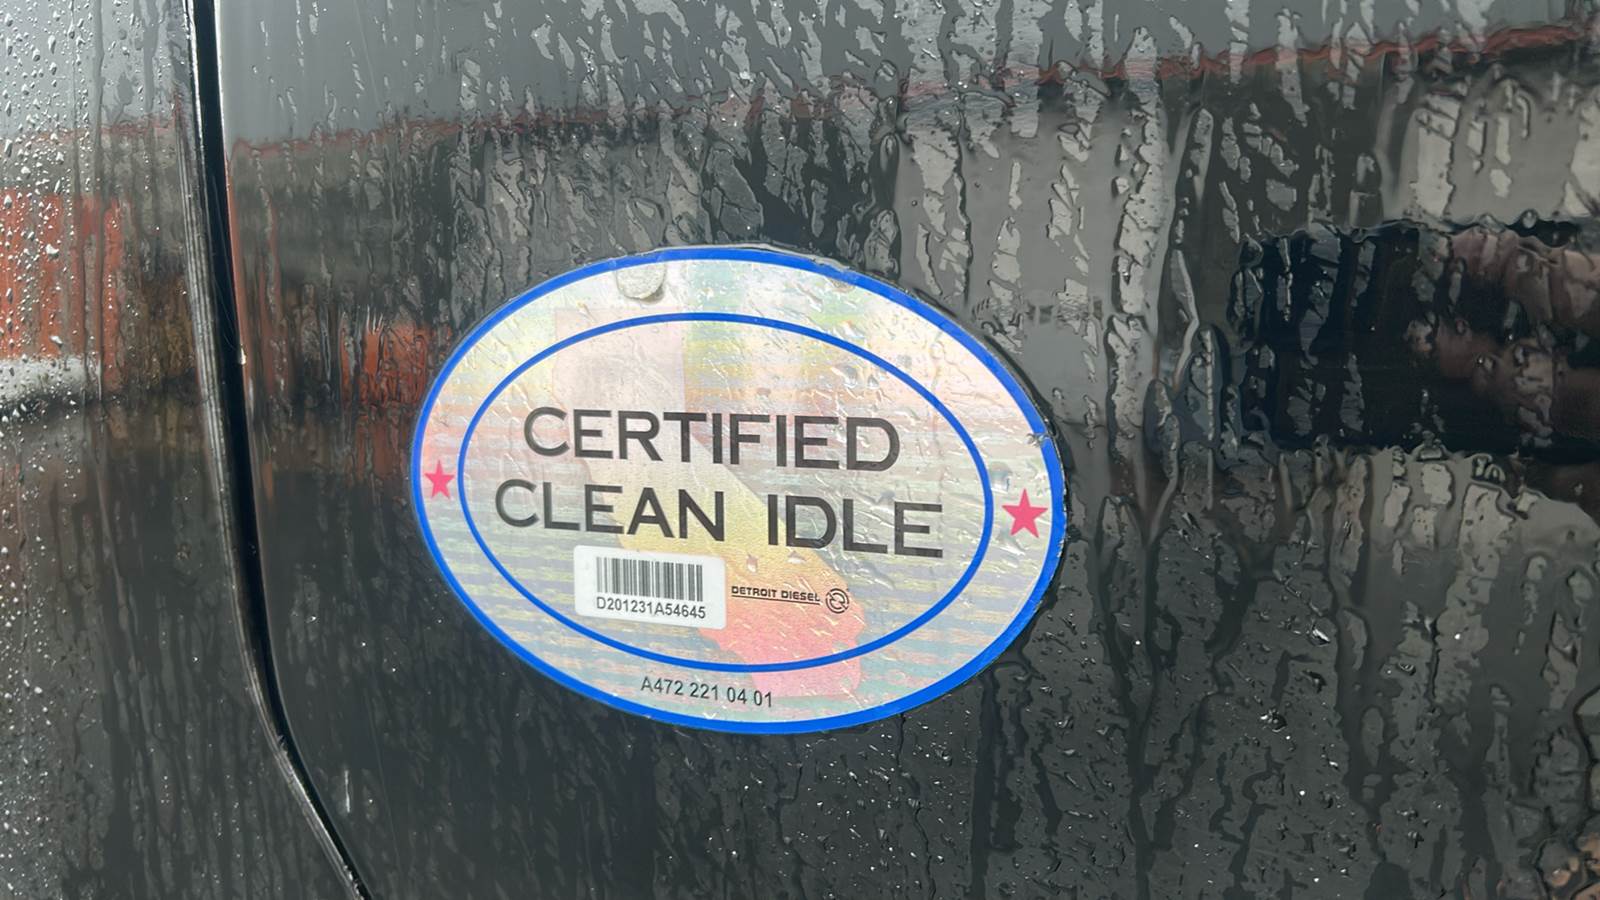 CERTIFIED
CLEAN IDLE
D201231A54645
DETROIT DIESEL
A472 221 04 01